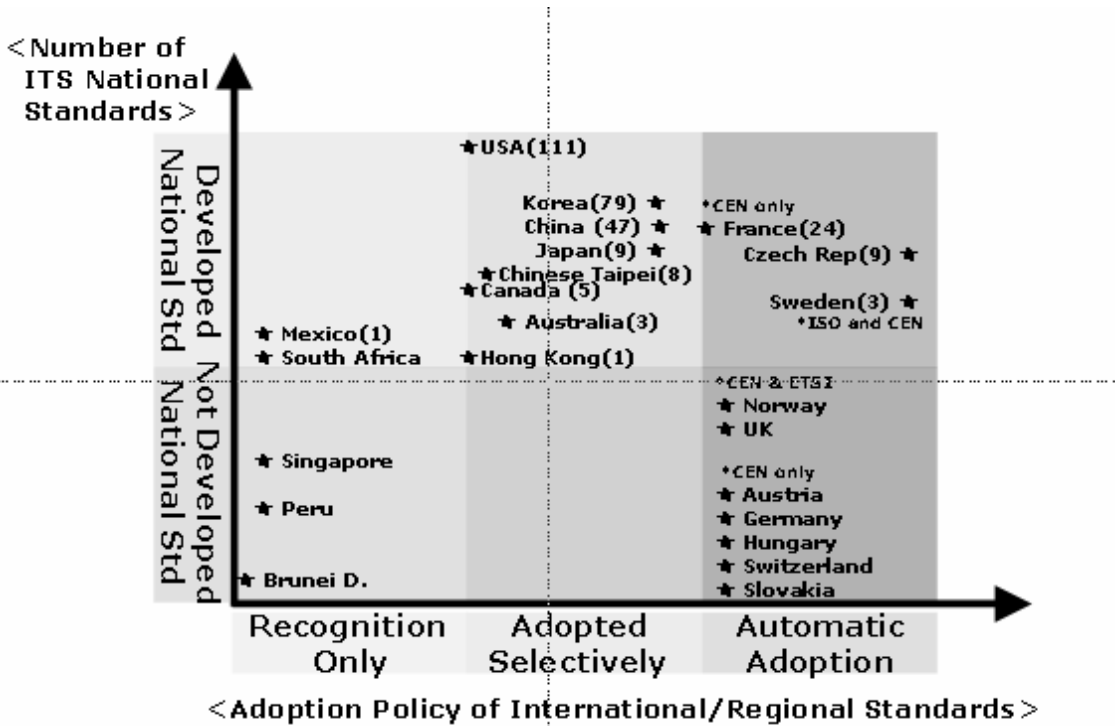 <Number of
ITS National
Standards>
Developed
National Std
Not Developed
National Std
USA(111)
Korea(79)
China (47)
Japan(9)
Chinese Taipei(8)
Canada (5)
Australia(3)
Hong Kong(1)
Mexico(1)
South Africa
*CEN only
France(24)
Czech Rep(9)
Sweden(3)
*ISO and CEN
*CEN & ETSI
Norway
UK
*CEN only
Austria
Germany
Hungary
Switzerland
Slovakia
Singapore
Peru
Brunei D.
Recognition
Only
Adopted
Selectively
Automatic
Adoption
<Adoption Policy of International/Regional Standards>